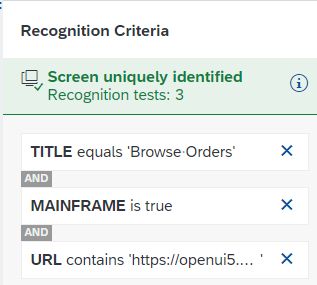 Recognition Criteria
Screen uniquely identified
Recognition tests: 3
TITLE equals 'Browse·Orders'
AND
MAINFRAME is true
AND
URL contains 'https://openui5.... '